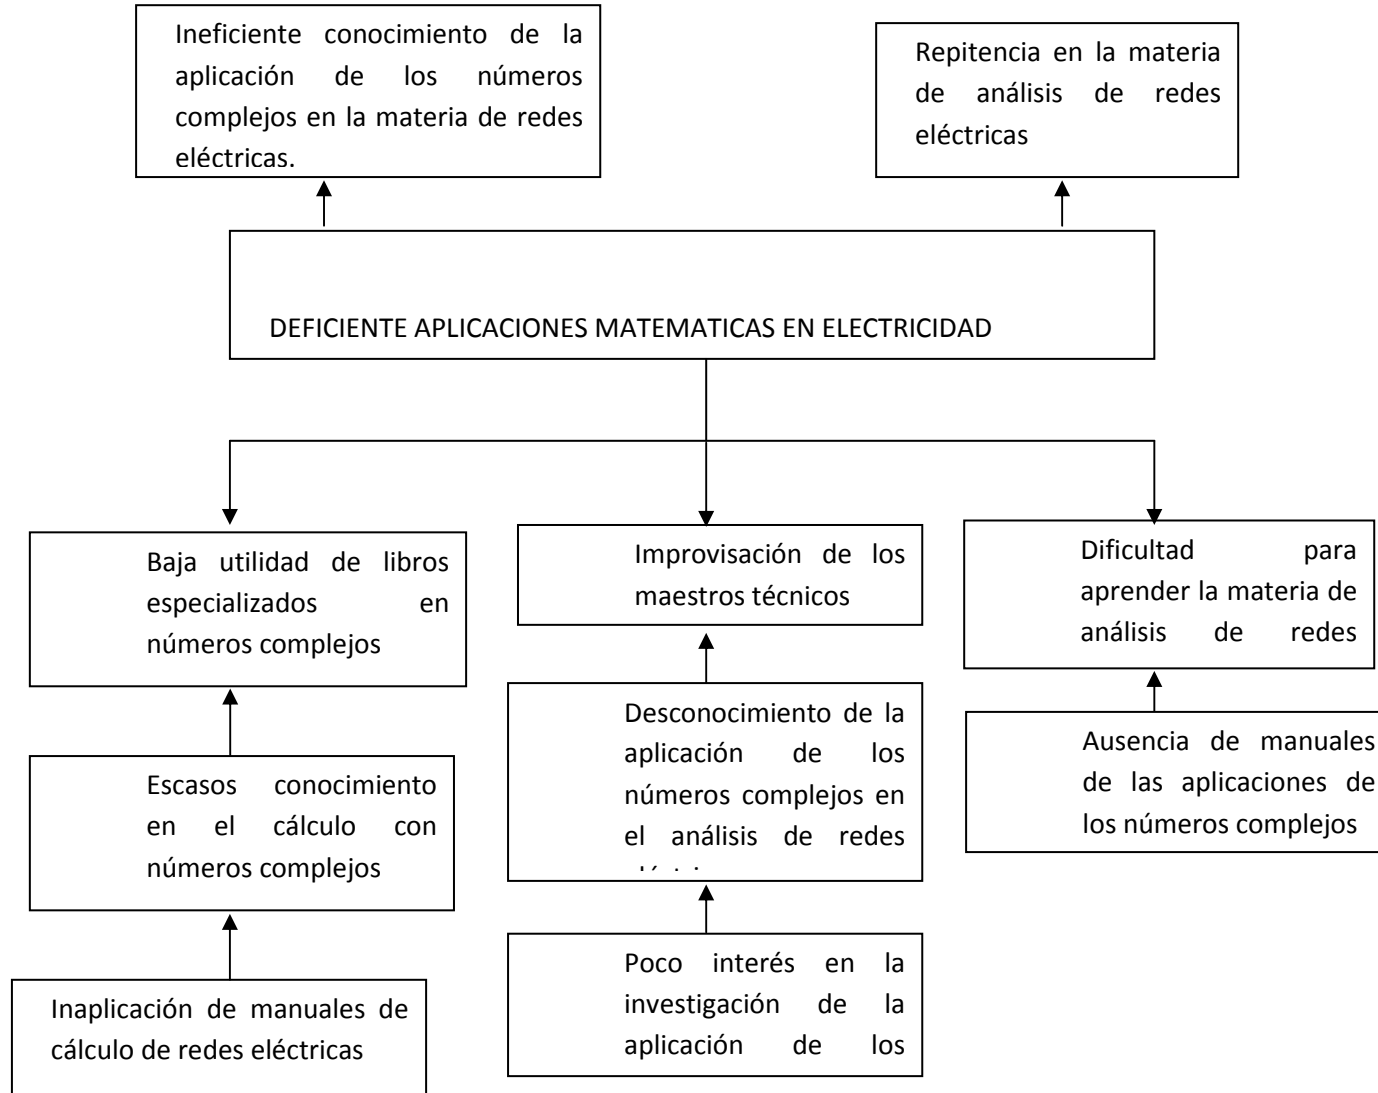 Ineficiente conocimiento de la
aplicación de los números
complejos en la materia de redes
eléctricas.
Repitencia en la materia
de análisis de redes
eléctricas
DEFICIENTE APLICACIONES MATEMATICAS EN ELECTRICIDAD
Baja utilidad de libros
especializados en
números complejos
Improvisación de los
maestros técnicos
Dificultad para
aprender la materia de
análisis de redes
Escasos conocimiento
en el cálculo con
números complejos
Desconocimiento de la
aplicación de los
números complejos en
el análisis de redes
Ausencia de manuales
de las aplicaciones de
los números complejos
Inaplicación de manuales de
cálculo de redes eléctricas
Poco interés en la
investigación de la
aplicación de los